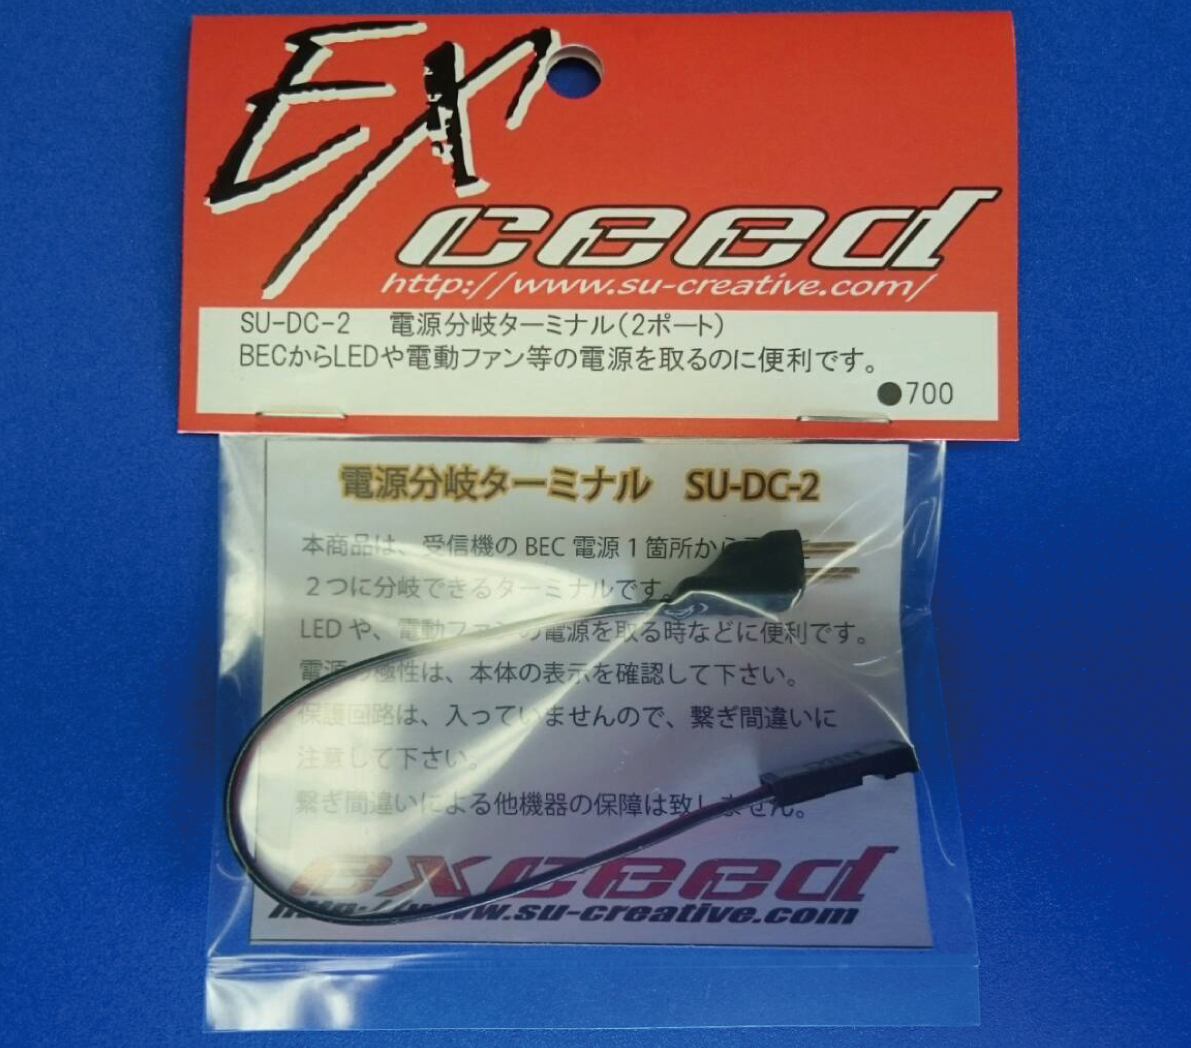 EXceed
http://www.su-creative.com/
SU-DC-2 電源分岐ターミナル(2ポート)
BECからLEDや電動ファン等の電源を取るのに便利です。
●700
電源分岐ターミナル SU-DC-2
本商品は、受信機の BEC 電源 1 箇所から
2 つに分岐できるターミナルです。
LED や、電動ファンの電源を取る時などに便利です。
電源の極性は、本体の表示を確認して下さい。
保護回路は、入っていませんので、繋ぎ間違いに
注意して下さい。
繋ぎ間違いによる他機器の保障は致しません。
exceed
http://www.su-creative.com